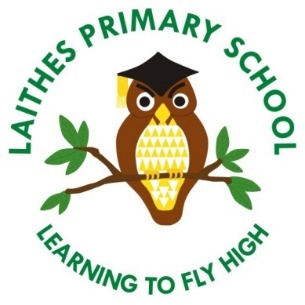 LAITHES PRIMARY SCHOOL
LEARNING TO FLY HIGH